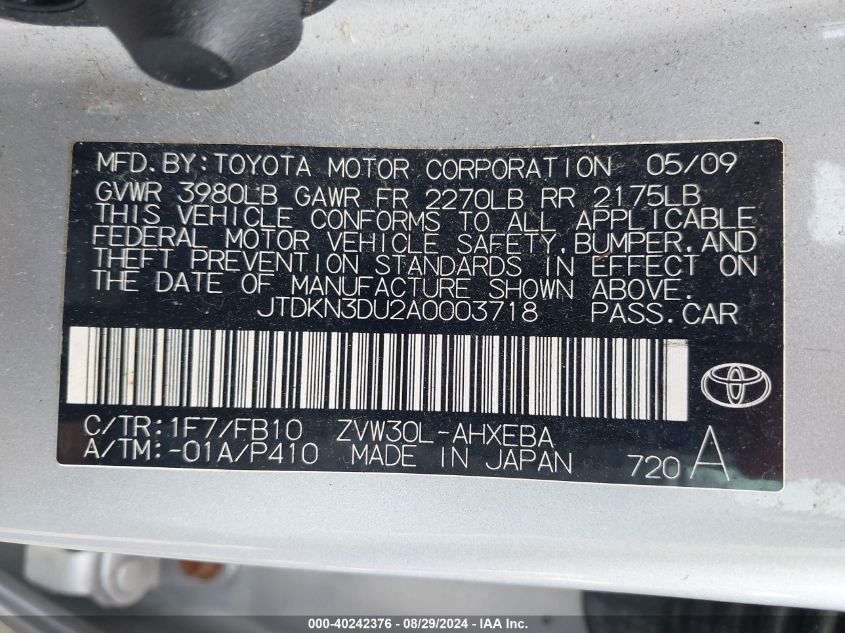 MFD.BY:TOYOTA MOTOR CORPORATION 05/09
GVWR 3980LB GAWR FR 2270LB RR 2175LB
THIS VEHICLE CONFORMS TO ALL APPLICABLE
FEDERAL MOTOR VEHICLE SAFETY,BUMPER,AND
THEFT PREVENTION STANDARDS IN EFFECT ON
THE DATE OF MANUFACTURE SHOWN ABOVE.
JTDKN3DU2A0003718 PASS.CAR
C/TR:1F7/FB10 ZVW30L-AHXEBA
A/TM:-01A/P410 MADE IN JAPAN 720 A
000-40242376 - 08/29/2024 - IAA Inc.